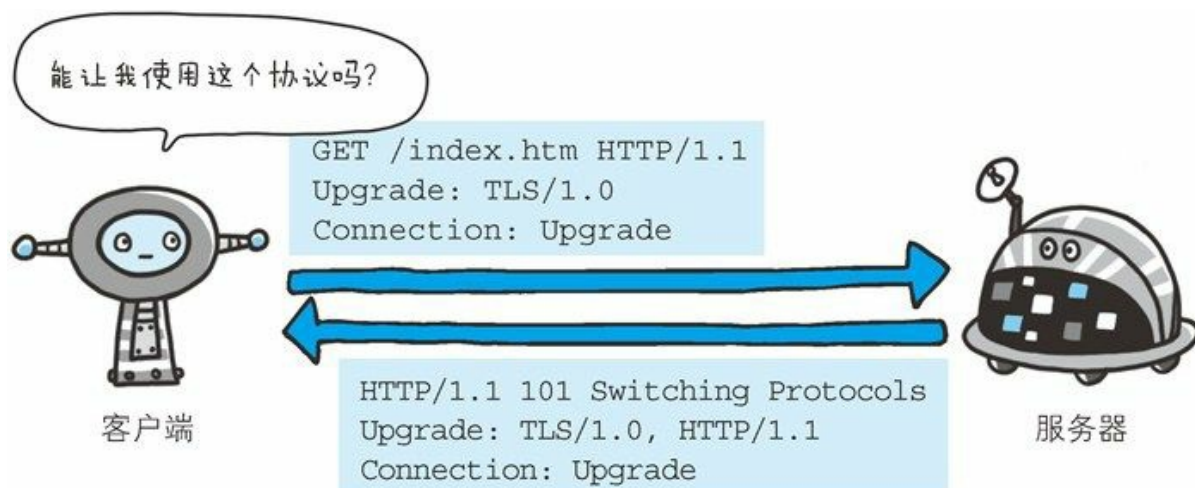 能让我使用这个协议吗?
GET /index.htm HTTP/1.1
Upgrade: TLS/1.0
Connection: Upgrade
HTTP/1.1 101 Switching Protocols
Upgrade: TLS/1.0, HTTP/1.1
Connection: Upgrade
客户端
服务器